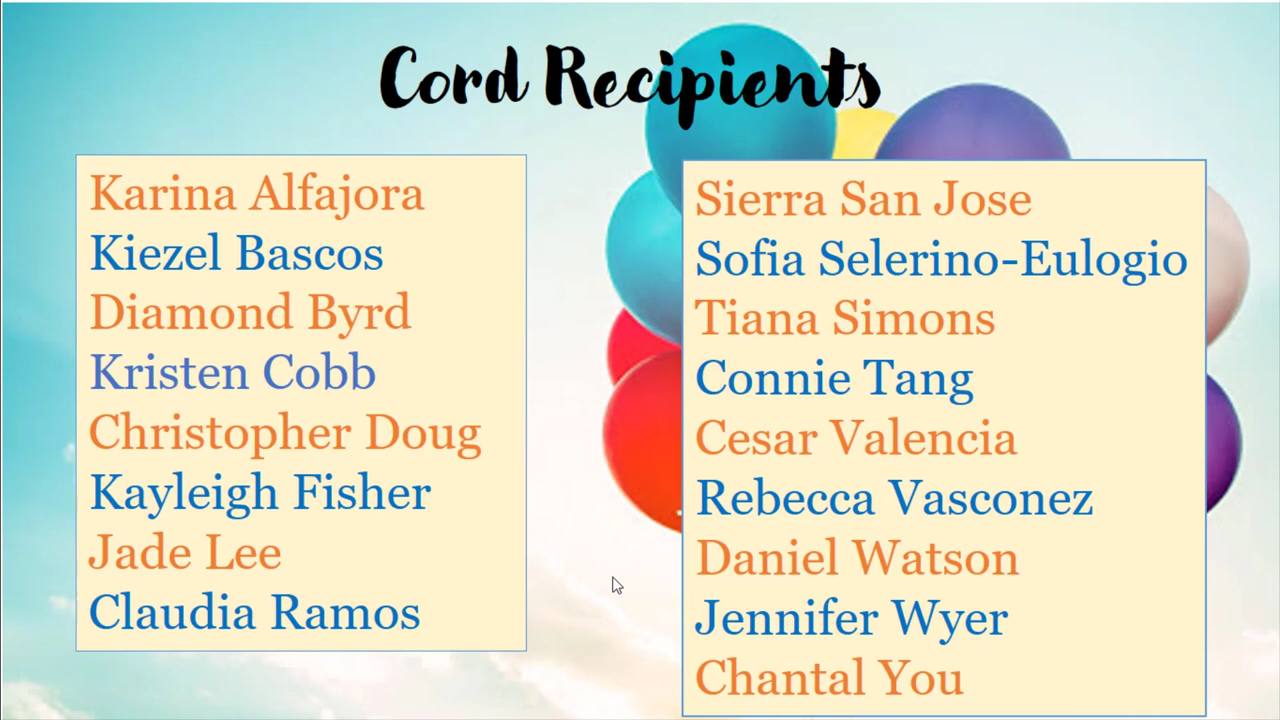 Cord Recipients
Karina Alfajora
Kiezel Bascos
Diamond Byrd
Kristen Cobb
Christopher Doug
Kayleigh Fisher
Jade Lee
Claudia Ramos
Sierra San Jose
Sofia Selerino-Eulogio
Tiana Simons
Connie Tang
Cesar Valencia
Rebecca Vasconez
Daniel Watson
Jennifer Wyer
Chantal You